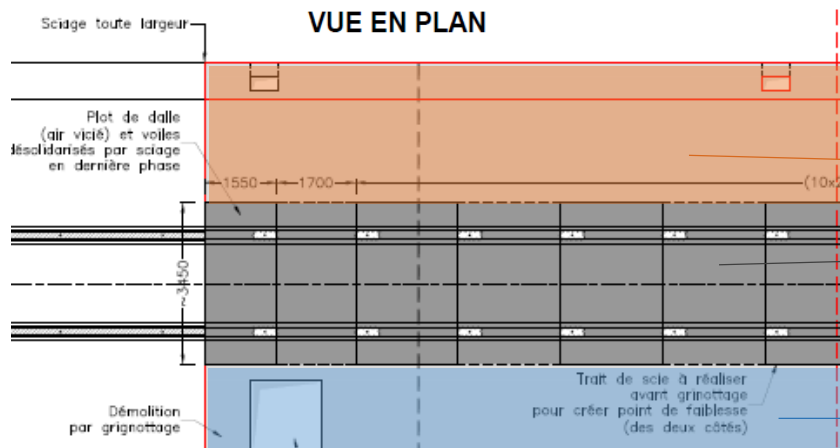 VUE EN PLAN
Sciage toute largeur
Plot de dalle
(air vicié) et voiles
désolidarisés par sciage
en dernière phase
1550
1700
(10x2
~3450
Trait de scie à réaliser
avant grinottage
pour créer point de faiblesse
(des deux côtés)
Démolition
par grignottage